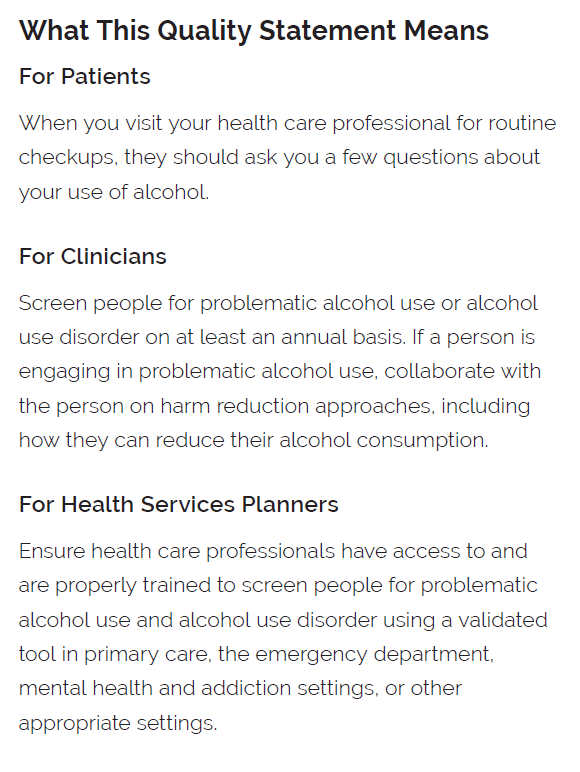 What This Quality Statement Means
For Patients
When you visit your health care professional for routine
checkups, they should ask you a few questions about
your use of alcohol.
For Clinicians
Screen people for problematic alcohol use or alcohol
use disorder on at least an annual basis. If a person is
engaging in problematic alcohol use, collaborate with
the person on harm reduction approaches, including
how they can reduce their alcohol consumption.
For Health Services Planners
Ensure health care professionals have access to and
are properly trained to screen people for problematic
alcohol use and alcohol use disorder using a validated
tool in primary care, the emergency department,
mental health and addiction settings, or other
appropriate settings.